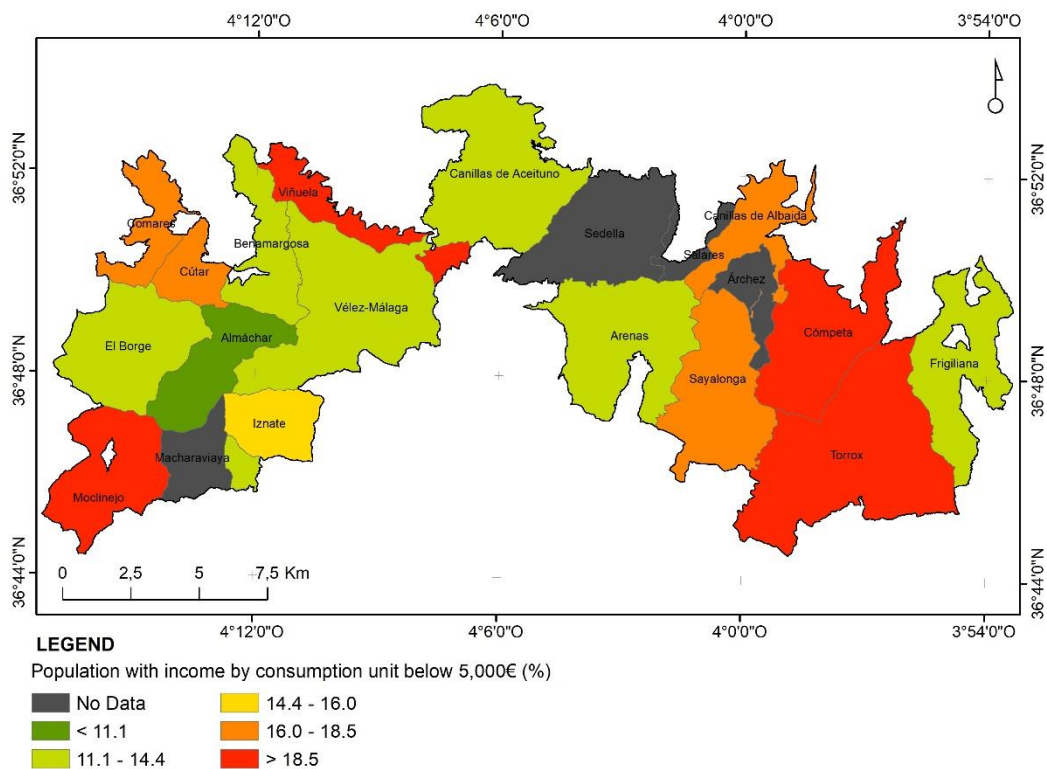 4°12'0"O 4°6'0"O 4°0'0"O 3°54'0"O
36°52'0"N
36°52'0"N
Canillas de Aceituno
Viñuela
Canillas de Albaida
Comares
Benamargosa
Sedella
Salares
Cútar
Árchez
Vélez-Málaga
Almáchar
Arenas
Cómpeta
El Borge
Frigiliana
36°48'0"N
36°48'0"N
Sayalonga
Iznate
Macharaviaya
Torrox
Moclinejo
36°44'0"N
36°44'0"N
0 2,5 5 7,5 Km
4°12'0"O 4°6'0"O 4°0'0"O 3°54'0"O
LEGEND
Population with income by consumption unit below 5,000€ (%)
No Data 14.4 - 16.0
< 11.1 16.0 - 18.5
11.1 - 14.4 > 18.5